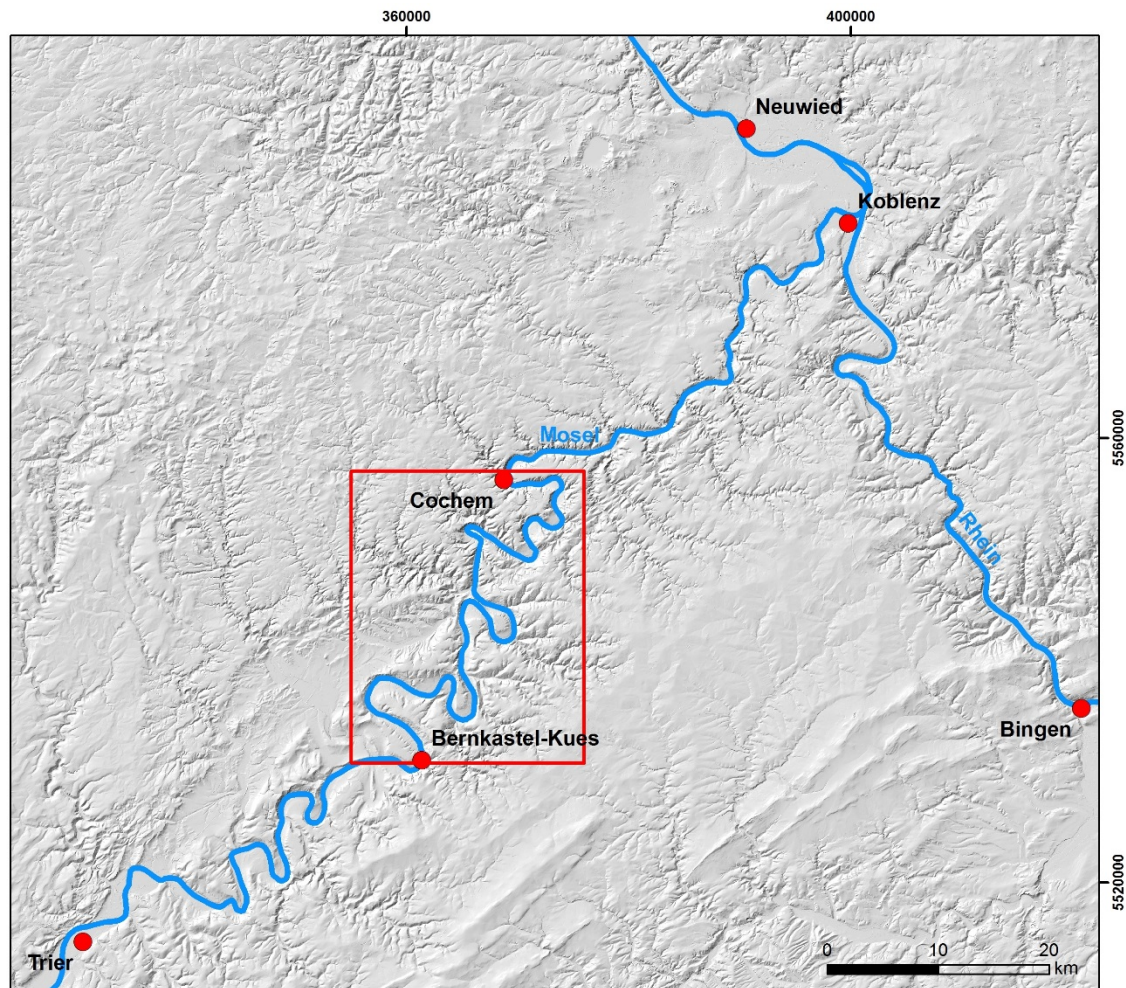 360000
400000
Neuwied
Koblenz
Mosel
5560000
Cochem
Rhein
Bernkastel-Kues
Bingen
5520000
Trier
0 10 20
km